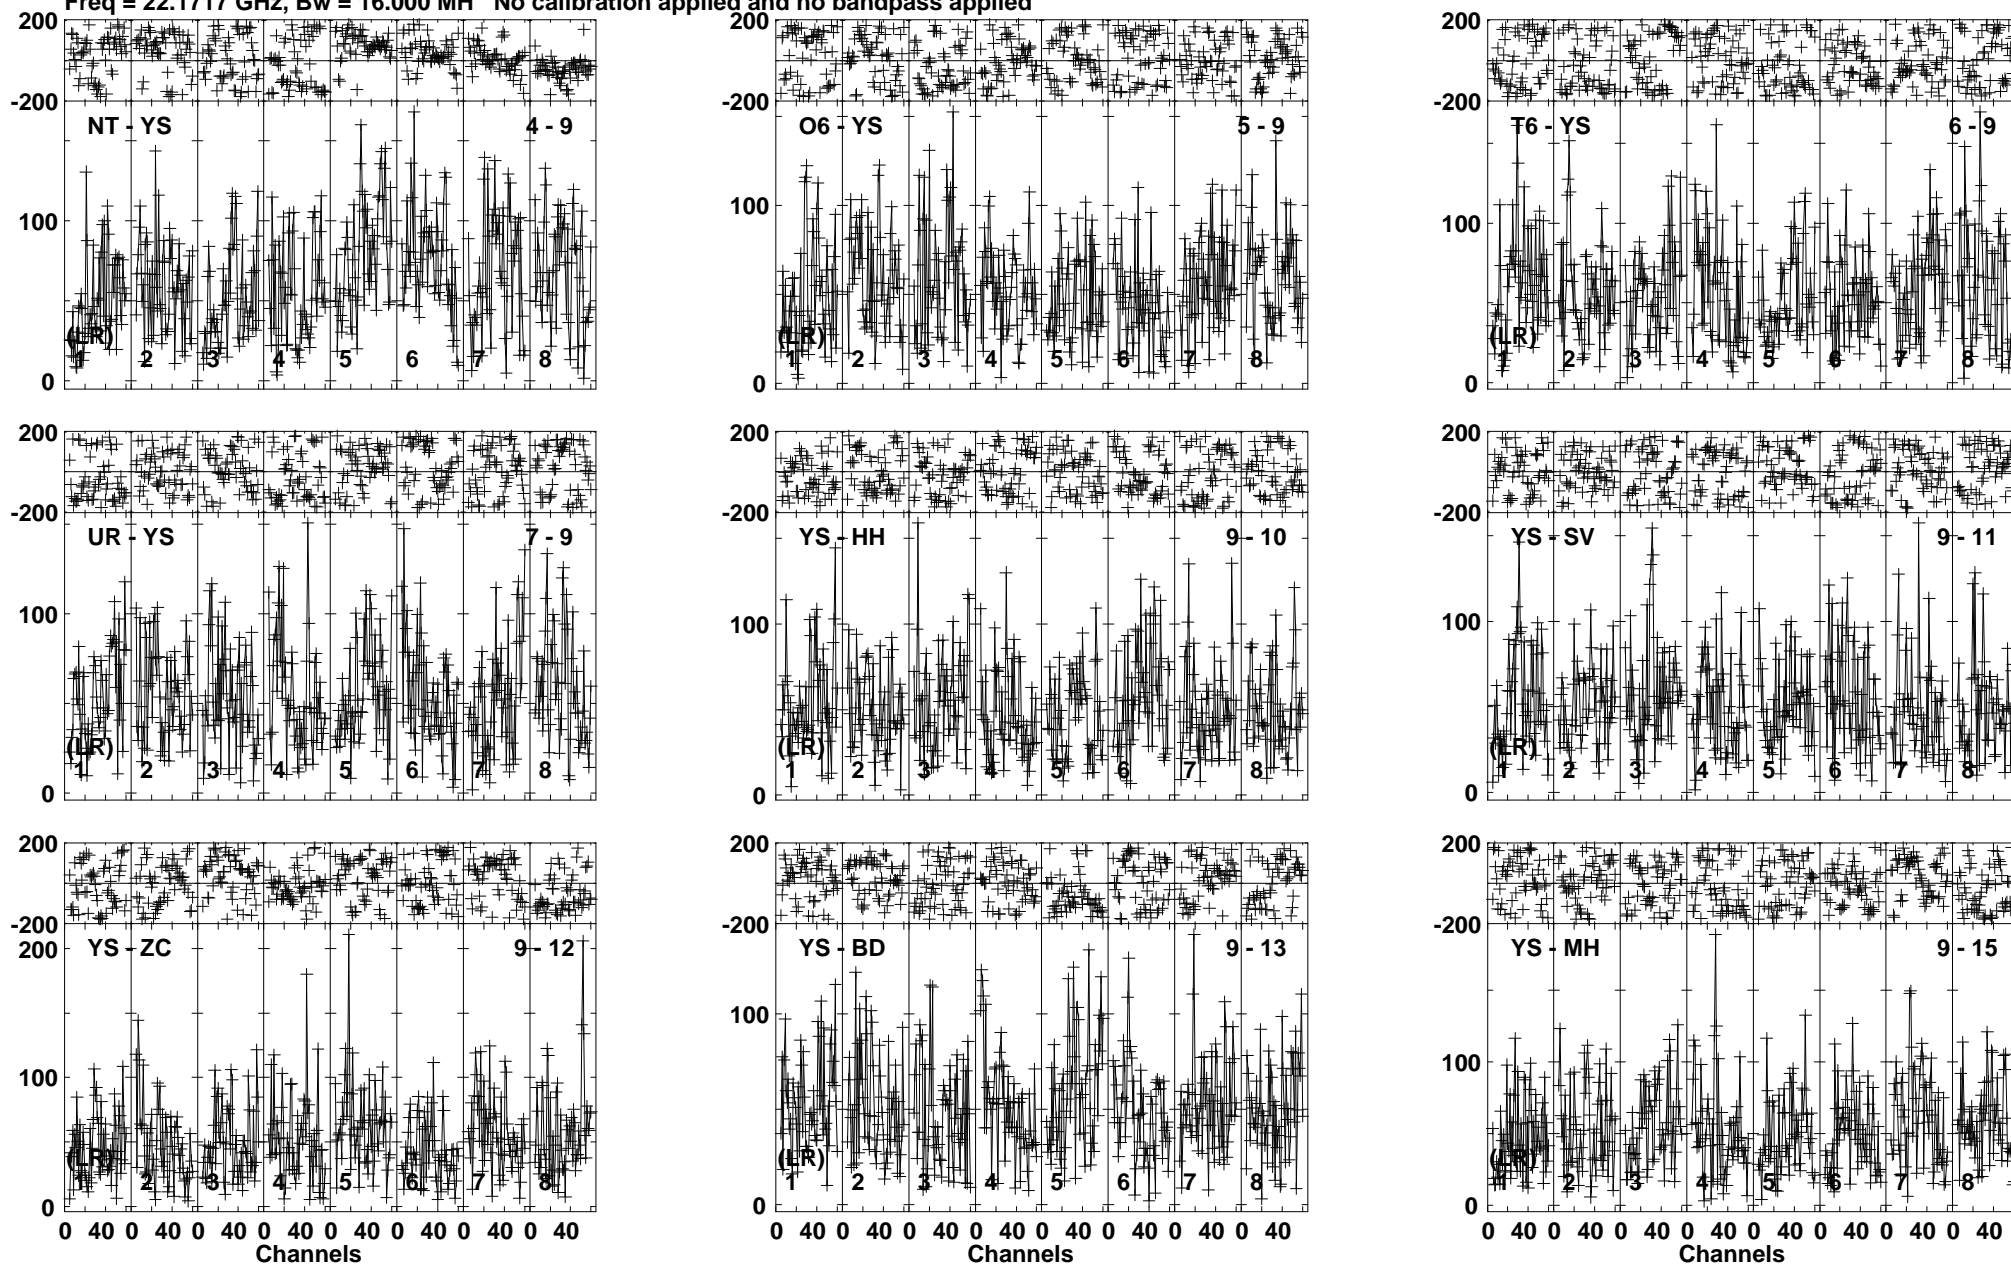 Freq = 22.1717 GHz, Bw = 16.000 MH No calibration applied and no bandpass applied
200
-200
NT - YS 4 - 9
100
(LR)
1 2 3 4 5 6 7 8
0
200
-200
O6 - YS 5 - 9
100
(LR)
1 2 3 4 5 6 7 8
0
200
-200
T6 - YS 6 - 9
100
(LR)
1 2 3 4 5 6 7 8
0
200
-200
UR - YS 7 - 9
100
(LR)
1 2 3 4 5 6 7 8
0
200
-200
YS - HH 9 - 10
100
(LR)
1 2 3 4 5 6 7 8
0
200
-200
YS - SV 9 - 11
100
(LR)
1 2 3 4 5 6 7 8
0
200
-200
200
YS - ZC 9 - 12
100
(LR)
1 2 3 4 5 6 7 8
0
0 40 0 40 0 40 0 40 0 40 0 40 0 40 0 40
Channels
200
-200
YS - BD 9 - 13
100
(LR)
1 2 3 4 5 6 7 8
0
0 40 0 40 0 40 0 40 0 40 0 40 0 40 0 40
Channels
200
-200
YS - MH 9 - 15
100
(LR)
1 2 3 4 5 6 7 8
0
0 40 0 40 0 40 0 40 0 40 0 40 0 40 0 40
Channels